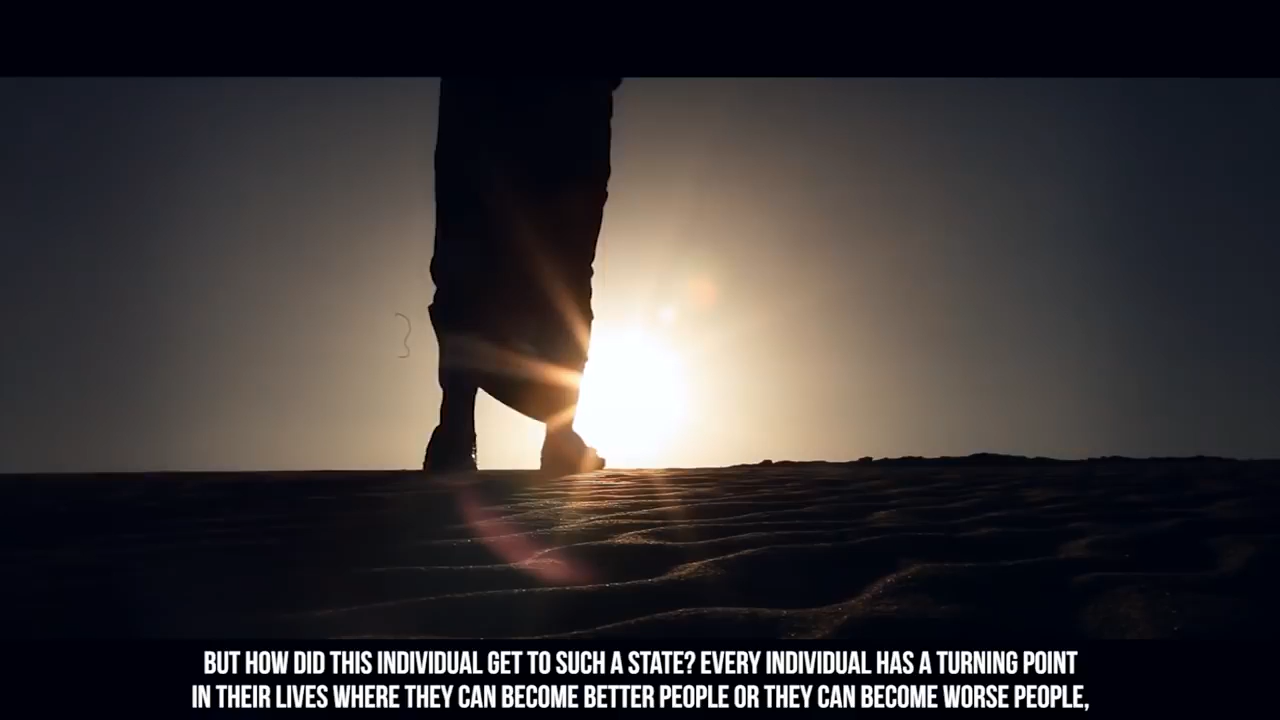 BUT HOW DID THIS INDIVIDUAL GET TO SUCH A STATE? EVERY INDIVIDUAL HAS A TURNING POINT
IN THEIR LIVES WHERE THEY CAN BECOME BETTER PEOPLE OR THEY CAN BECOME WORSE PEOPLE,